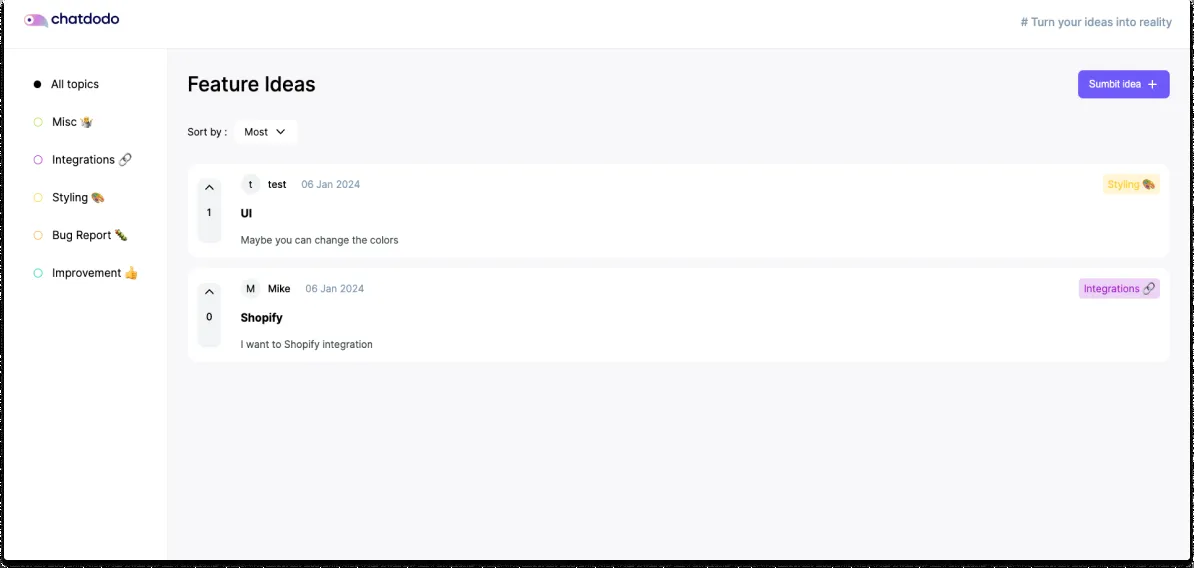 chatdodo
# Turn your ideas into reality
All topics
Misc
Integrations 🔗
Styling 🎨
Bug Report 🐛
Improvement 👍
Feature Ideas
Sumbit idea +
Sort by : Most
t test 06 Jan 2024 Styling 🎨
1
UI
Maybe you can change the colors
M Mike 06 Jan 2024 Integrations 🔗
0
Shopify
I want to Shopify integration